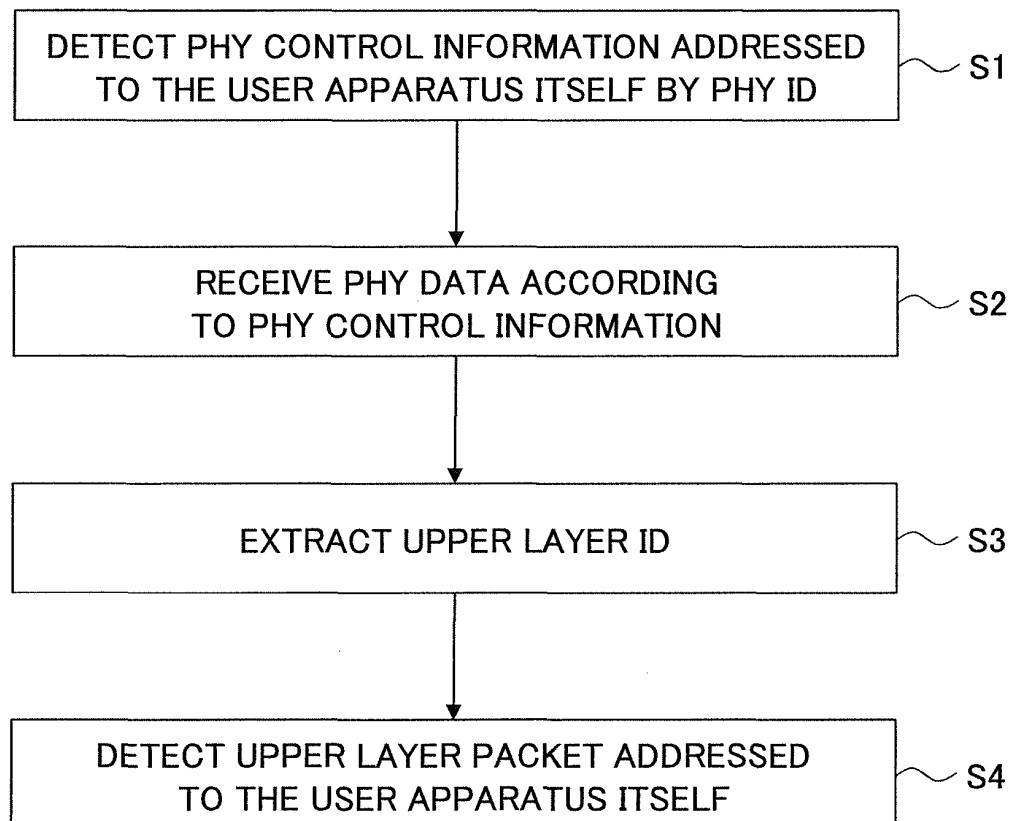 DETECT PHY CONTROL INFORMATION ADDRESSED
TO THE USER APPARATUS ITSELF BY PHY ID
S1
RECEIVE PHY DATA ACCORDING
TO PHY CONTROL INFORMATION
S2
EXTRACT UPPER LAYER ID
S3
DETECT UPPER LAYER PACKET ADDRESSED
TO THE USER APPARATUS ITSELF
S4